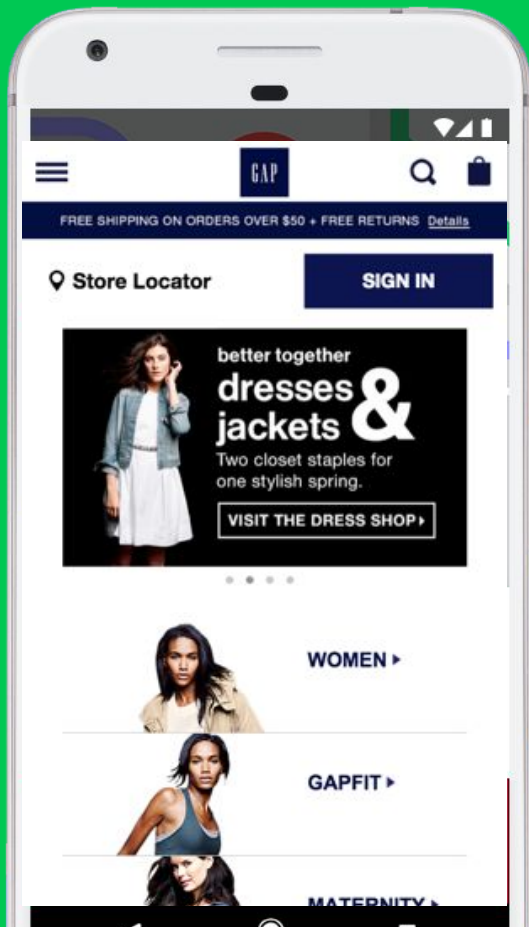 GAP
FREE SHIPPING ON ORDERS OVER $50 + FREE RETURNS Details
Store Locator
SIGN IN
better together
dresses &
jackets
Two closet staples for
one stylish spring.
VISIT THE DRESS SHOP
WOMEN
GAPFIT
MATERNITY